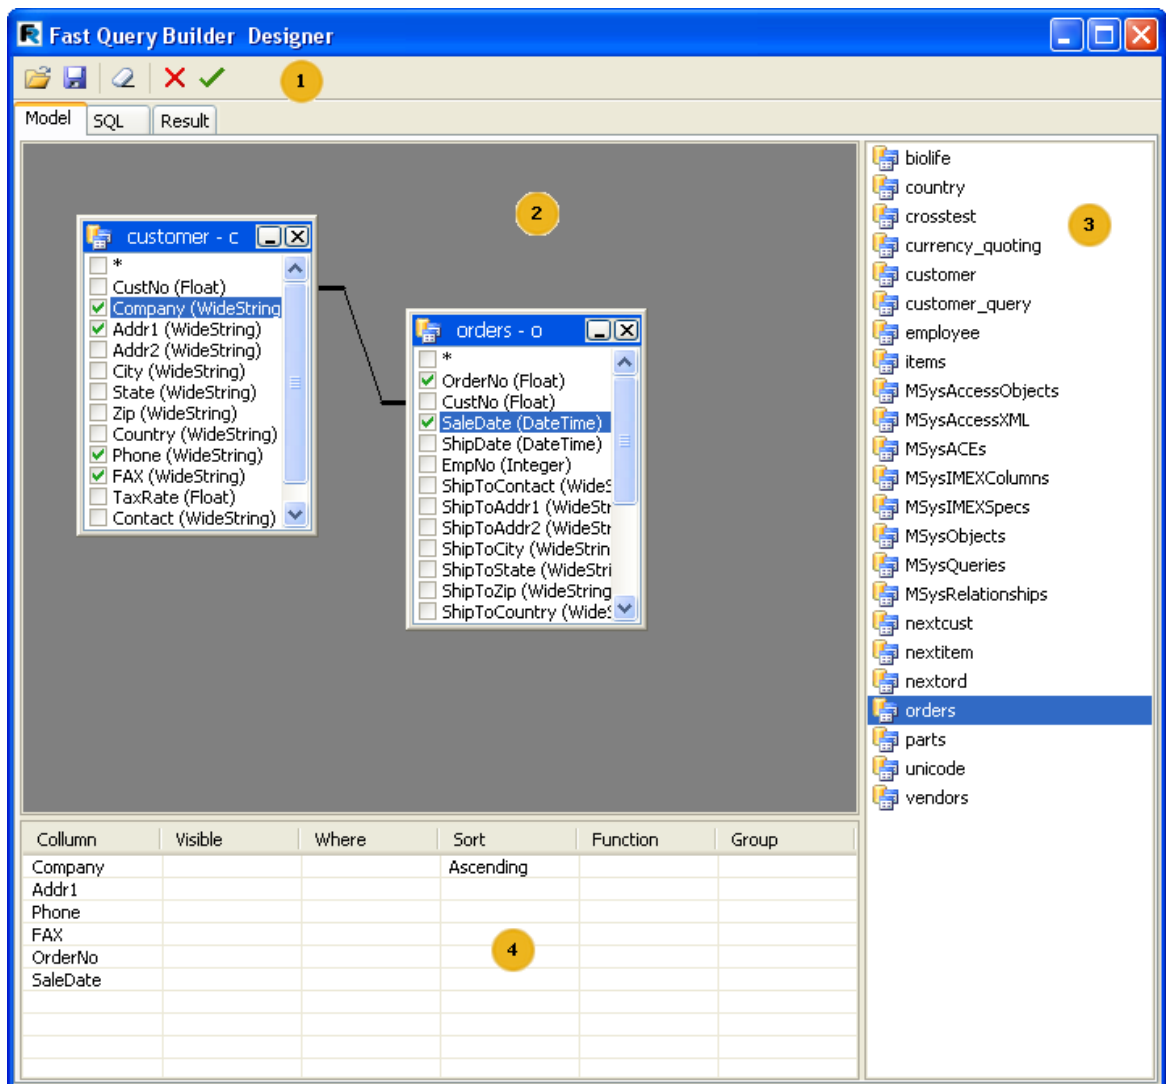 Fast Query Builder Designer
1
Model SQL Result
2
customer - c
*
CustNo (Float)
Company (WideString
Addr1 (WideString)
Addr2 (WideString)
City (WideString)
State (WideString)
Zip (WideString)
Country (WideString)
Phone (WideString)
FAX (WideString)
TaxRate (Float)
Contact (WideString)
orders - o
*
OrderNo (Float)
CustNo (Float)
SaleDate (DateTime)
ShipDate (DateTime)
EmpNo (Integer)
ShipToContact (WideS
ShipToAddr1 (WideStr
ShipToAddr2 (WideStr
ShipToCity (WideStrin
ShipToState (WideStri
ShipToZip (WideString
ShipToCountry (WideS
3
biolife
country
crosstest
currency_quoting
customer
customer_query
employee
items
MSysAccessObjects
MSysAccessXML
MSysACEs
MSysIMEXColumns
MSysIMEXSpecs
MSysObjects
MSysQueries
MSysRelationships
nextcust
nextitem
nextord
orders
parts
unicode
vendors
Collumn Visible Where Sort Function Group
Company Ascending
Addr1
Phone
FAX
OrderNo
SaleDate
4